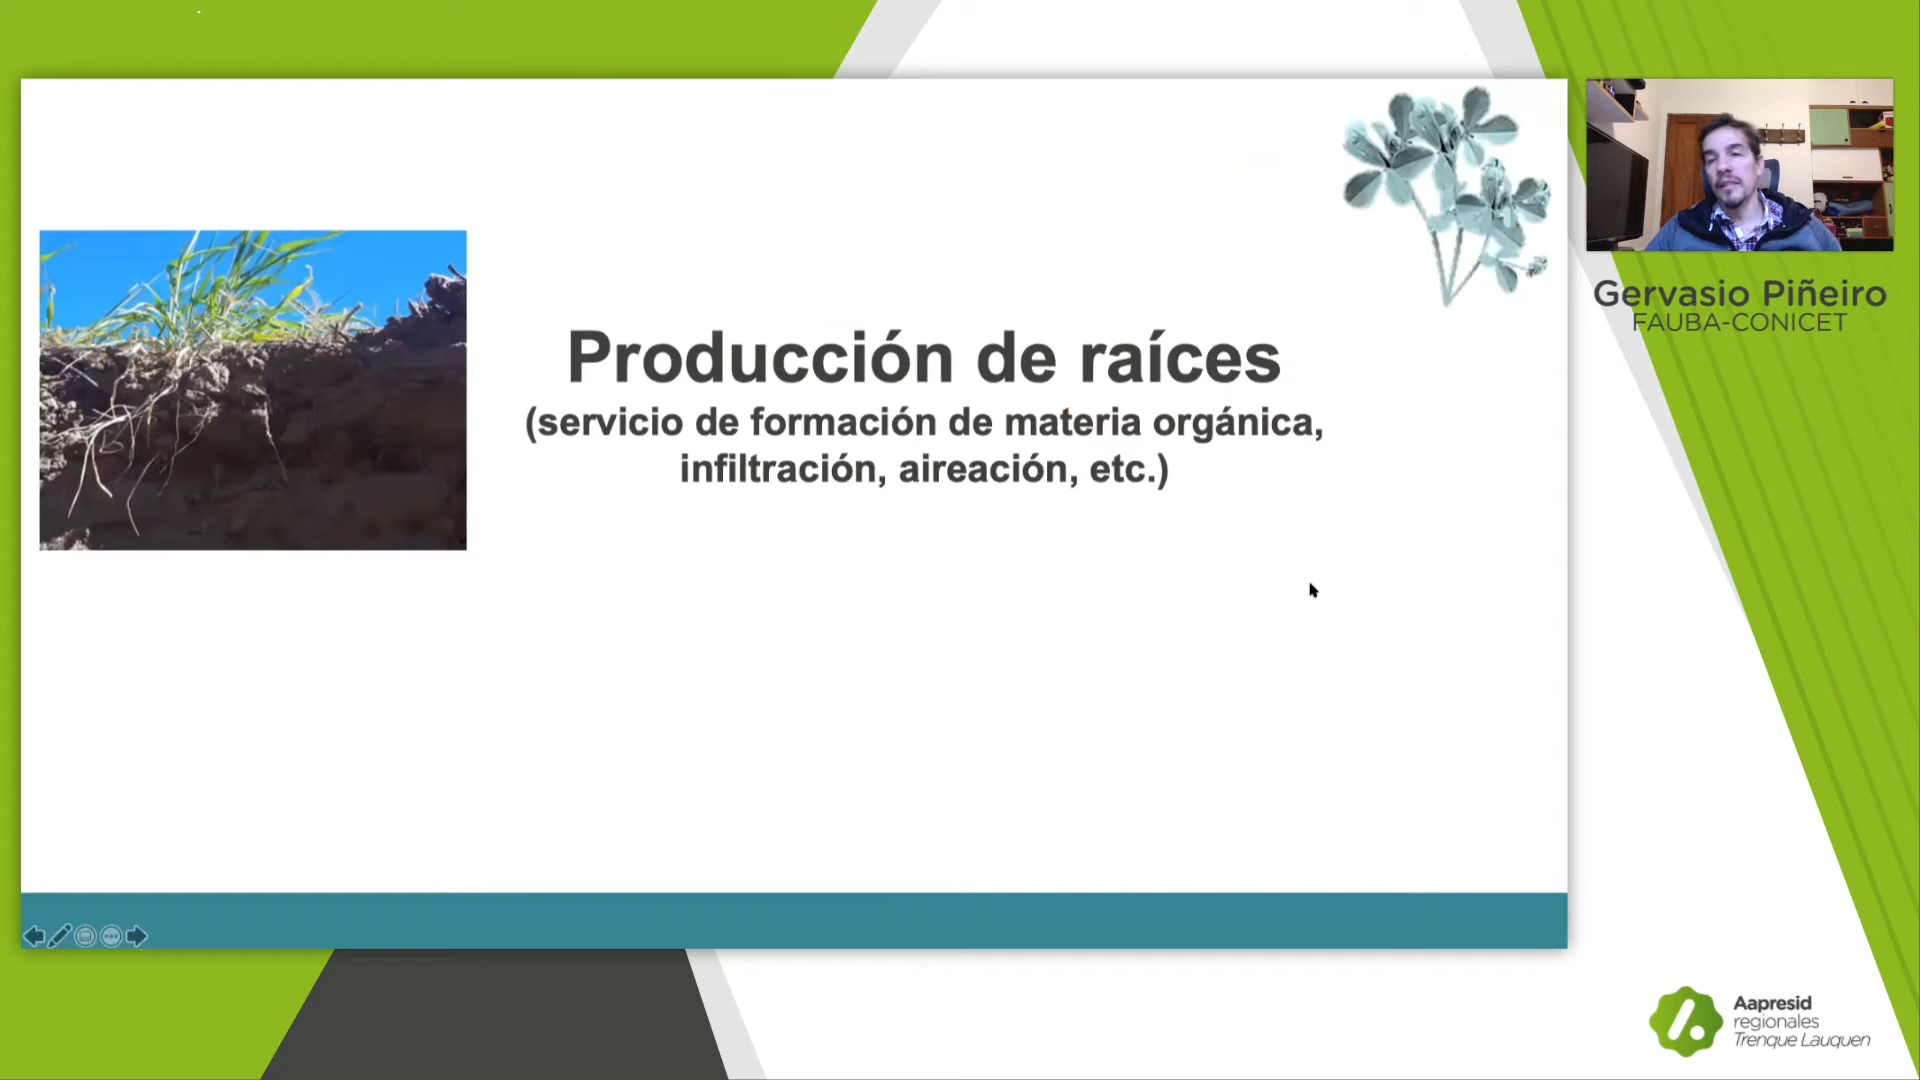 Producción de raíces
(servicio de formación de materia orgánica,
infiltración, aireación, etc.)
Gervasio Piñeiro
FAUBA-CONICET
Aapresid
regionales
Trenque Lauquen